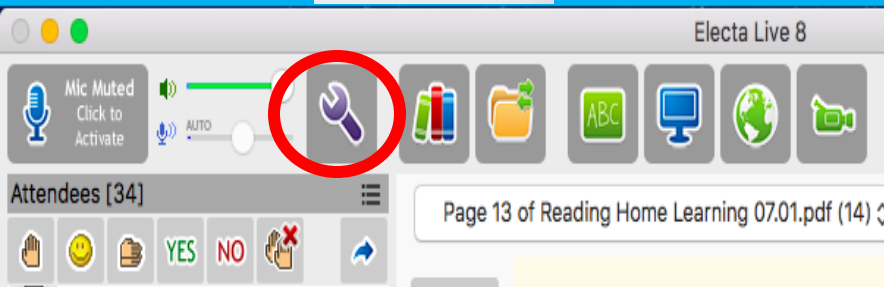 Electa Live 8
Mic Muted
Click to
Activate
AUTO
ABC
Attendees [34]
Page 13 of Reading Home Learning 07.01.pdf (14)
YES NO